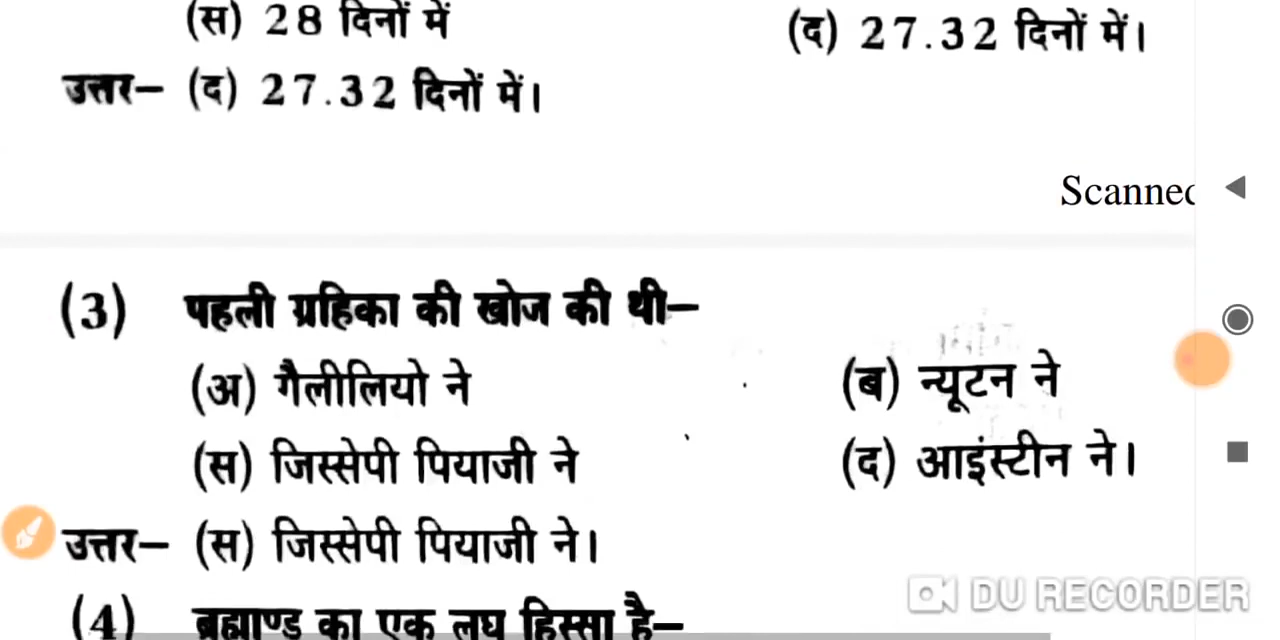 (स) 28 दिनों में (द) 27.32 दिनों में।
उत्तर– (द) 27.32 दिनों में।
Scanned
(3) पहली ग्रहिका की खोज की थी–
(अ) गैलीलियो ने (ब) न्यूटन ने
(स) जिस्सेपी पियाजी ने (द) आइंस्टीन ने।
उत्तर– (स) जिस्सेपी पियाजी ने।
(4) ब्रह्माण्ड का एक लघु हिस्सा है–
DU RECORDER